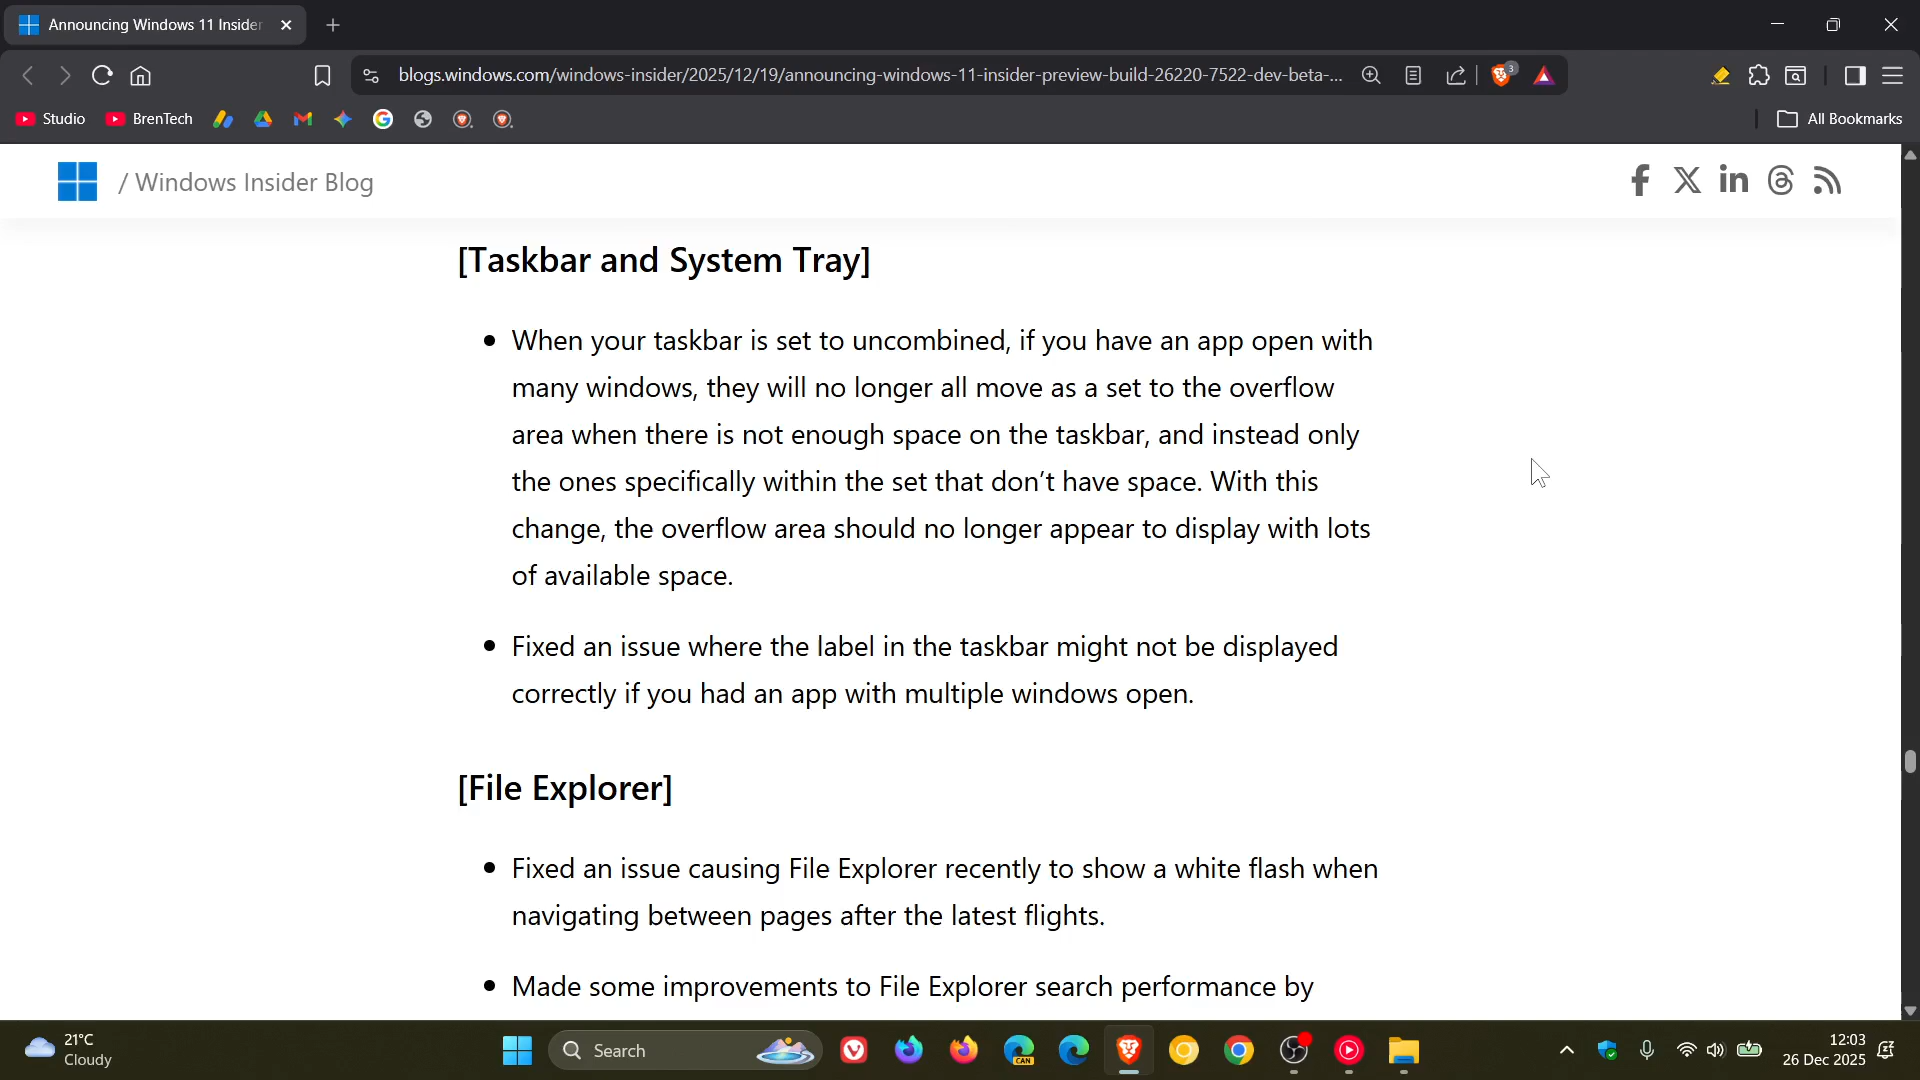 Announcing Windows 11 Insider
blogs.windows.com/windows-insider/2025/12/19/announcing-windows-11-insider-preview-build-26220-7522-dev-beta-...
3
Studio
BrenTech
All Bookmarks
/ Windows Insider Blog
[Taskbar and System Tray]
When your taskbar is set to uncombined, if you have an app open with
many windows, they will no longer all move as a set to the overflow
area when there is not enough space on the taskbar, and instead only
the ones specifically within the set that don’t have space. With this
change, the overflow area should no longer appear to display with lots
of available space.
Fixed an issue where the label in the taskbar might not be displayed
correctly if you had an app with multiple windows open.
[File Explorer]
Fixed an issue causing File Explorer recently to show a white flash when
navigating between pages after the latest flights.
Made some improvements to File Explorer search performance by
21°C
Cloudy
Search
CAN
12:03
26 Dec 2025